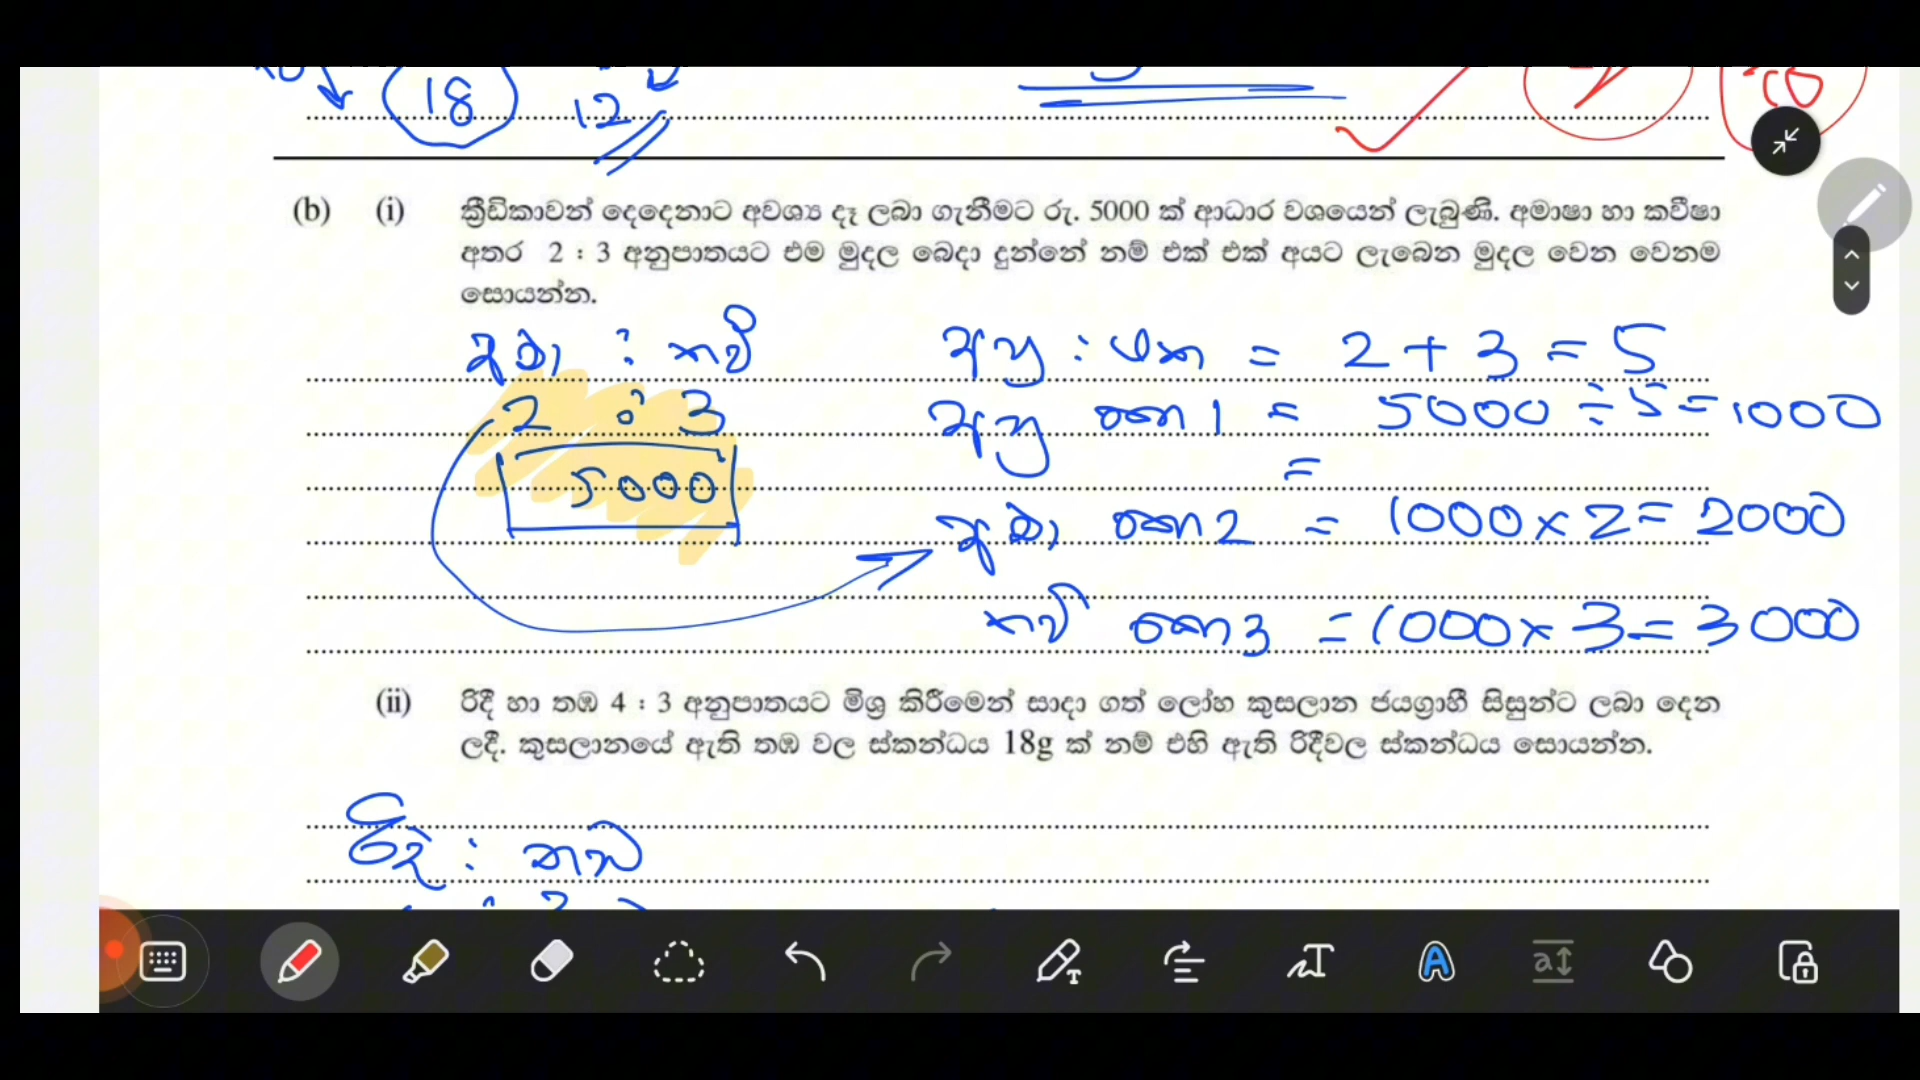 18 12
(b) (i) ක්‍රීඩිකාවන් දෙදෙනාට අවශ්‍ය දෑ ලබා ගැනීමට රු. 5000 ක් ආධාර වශයෙන් ලැබුණි. අමාෂා හා කවීෂා
අතර 2 : 3 අනුපාතයට එම මුදල බෙදා දුන්නේ නම් එක් එක් අයට ලැබෙන මුදල වෙන වෙනම
සොයන්න.
අමා : කවී
අනු : එක = 2 + 3 = 5
2 : 3
අනු කො 1 = 5000 ÷ 5 = 1000
5000
=
අමා කො 2 = 1000 × 2 = 2000
කවී කො 3 = 1000 × 3 = 3000
(ii) රිදී හා තඹ 4 : 3 අනුපාතයට මිශ්‍ර කිරීමෙන් සාදා ගත් ලෝහ කුසලාන ජයග්‍රාහී සිසුන්ට ලබා දෙන
ලදී. කුසලානයේ ඇති තඹ වල ස්කන්ධය 18g ක් නම් එහි ඇති රිදීවල ස්කන්ධය සොයන්න.
රිදී : තඹ